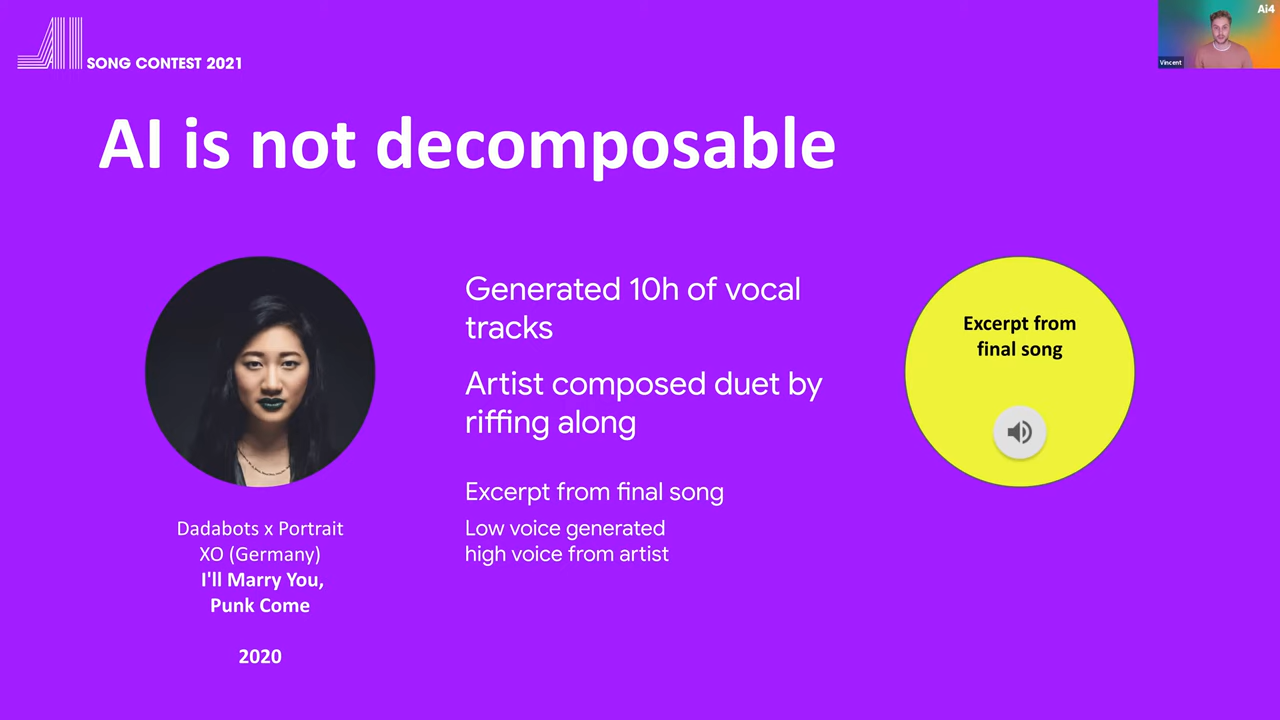 SONG CONTEST 2021
Ai4
Vincent
AI is not decomposable
Generated 10h of vocal
tracks
Artist composed duet by
riffing along
Excerpt from final song
Low voice generated
high voice from artist
Excerpt from
final song
Dadabots x Portrait
XO (Germany)
I'll Marry You,
Punk Come
2020